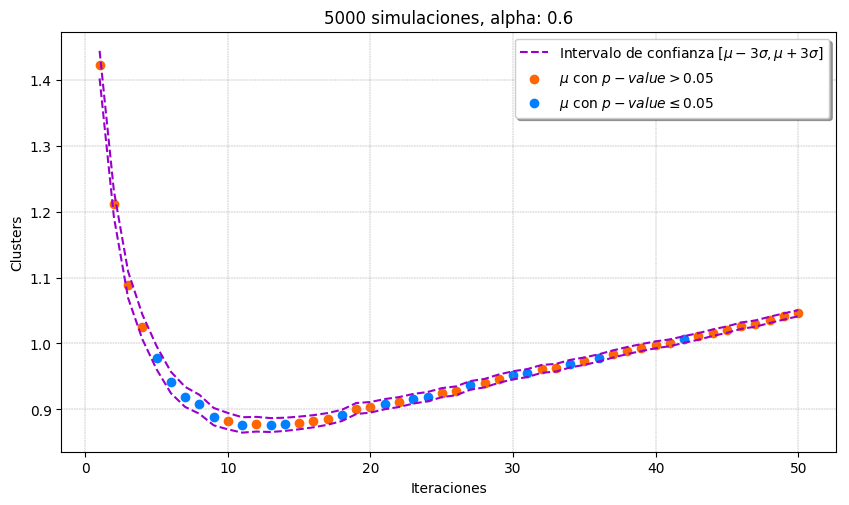 5000 simulaciones, alpha: 0.6
Intervalo de confianza [μ − 3σ, μ + 3σ]
μ con p − value > 0.05
μ con p − value ≤ 0.05
Clusters
1.4
1.3
1.2
1.1
1.0
0.9
0 10 20 30 40 50
Iteraciones